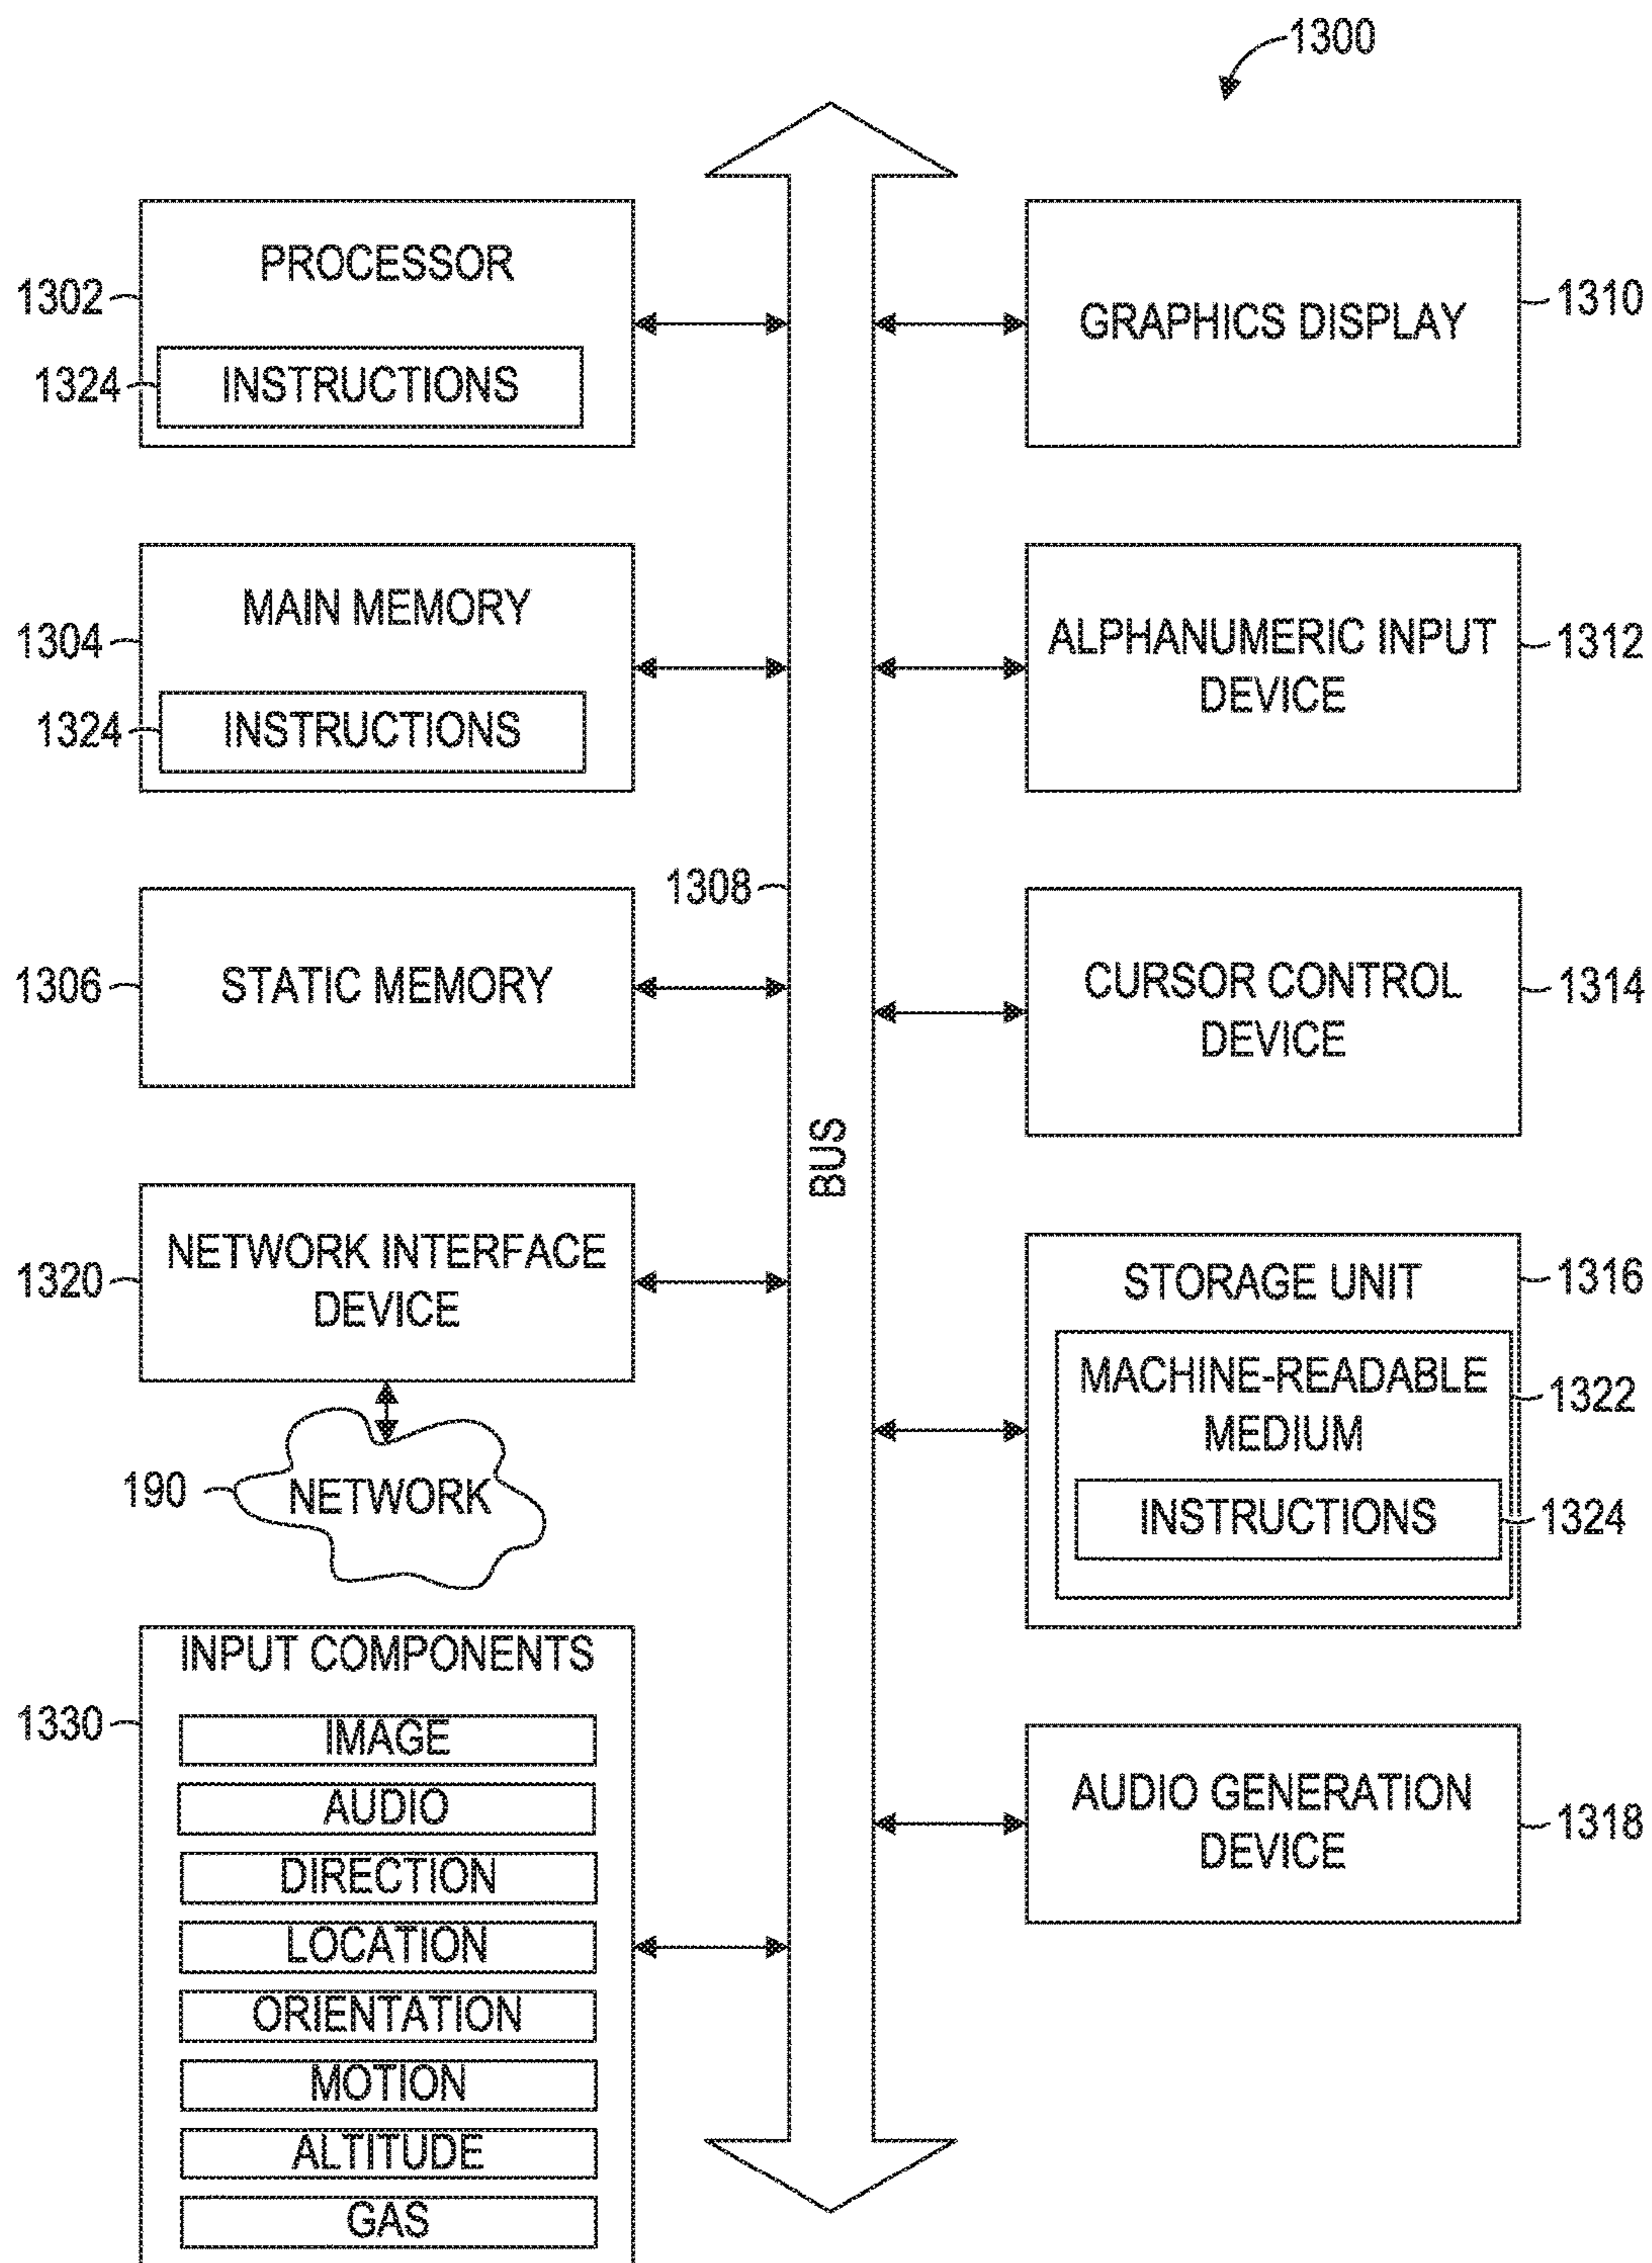 1300
PROCESSOR
1302
1324
INSTRUCTIONS
MAIN MEMORY
1304
1324
INSTRUCTIONS
1308
STATIC MEMORY
1306
NETWORK INTERFACE
DEVICE
1320
190
NETWORK
INPUT COMPONENTS
1330
IMAGE
AUDIO
DIRECTION
LOCATION
ORIENTATION
MOTION
ALTITUDE
GAS
BUS
GRAPHICS DISPLAY
1310
ALPHANUMERIC INPUT
DEVICE
1312
CURSOR CONTROL
DEVICE
1314
STORAGE UNIT
1316
MACHINE-READABLE
MEDIUM
1322
INSTRUCTIONS
1324
AUDIO GENERATION
DEVICE
1318